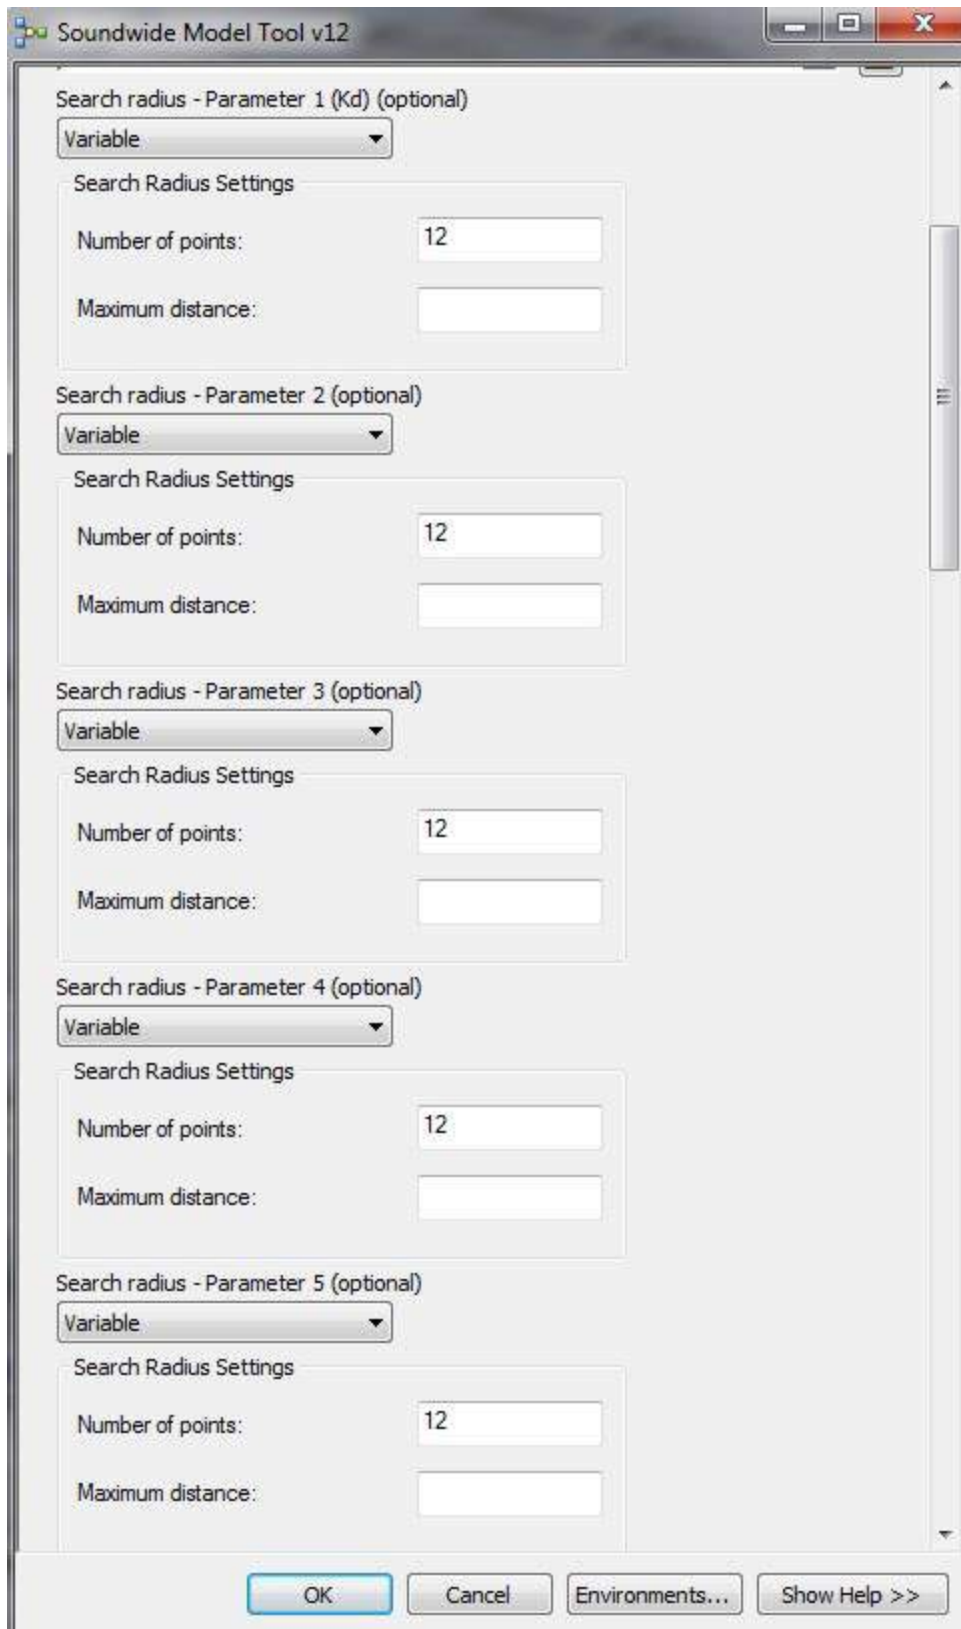 Soundwide Model Tool v12
Search radius - Parameter 1 (Kd) (optional)
Variable
Search Radius Settings
Number of points: 12
Maximum distance:
Search radius - Parameter 2 (optional)
Variable
Search Radius Settings
Number of points: 12
Maximum distance:
Search radius - Parameter 3 (optional)
Variable
Search Radius Settings
Number of points: 12
Maximum distance:
Search radius - Parameter 4 (optional)
Variable
Search Radius Settings
Number of points: 12
Maximum distance:
Search radius - Parameter 5 (optional)
Variable
Search Radius Settings
Number of points: 12
Maximum distance:
OK Cancel Environments... Show Help >>